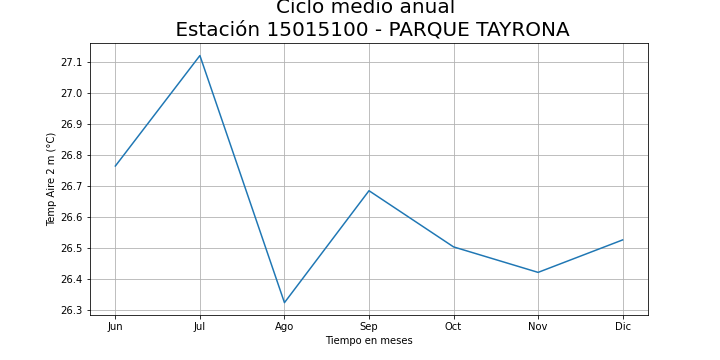 Ciclo medio anual
Estación 15015100 - PARQUE TAYRONA
27.1
27.0
26.9
26.8
26.7
26.6
26.5
26.4
26.3
Temp Aire 2 m (°C)
Jun Jul Ago Sep Oct Nov Dic
Tiempo en meses